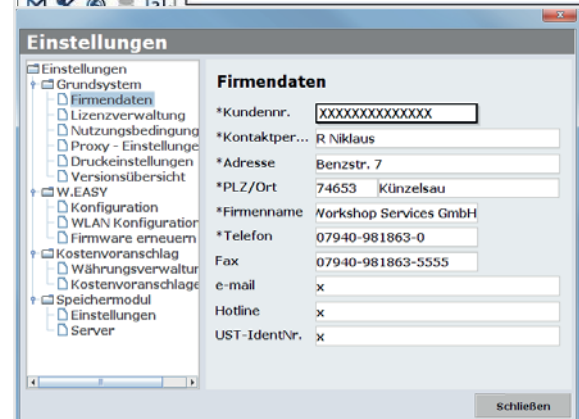 Einstellungen
Einstellungen
Grundsystem
Firmendaten
Lizenzverwaltung
Nutzungsbedingung
Proxy - Einstellunge
Druckeinstellungen
Versionsübersicht
W.EASY
Konfiguration
WLAN Konfiguration
Firmware erneuern
Kostenvoranschlag
Währungsverwaltur
Kostenvoranschlage
Speichermodul
Einstellungen
Server
Firmendaten
*Kundennr. XXXXXXXXXXXXXX
*Kontaktper... R Niklaus
*Adresse Benzstr. 7
*PLZ/Ort 74653 Künzelsau
*Firmenname Workshop Services GmbH
*Telefon 07940-981863-0
Fax 07940-981863-5555
e-mail x
Hotline x
UST-IdentNr. x
Schließen